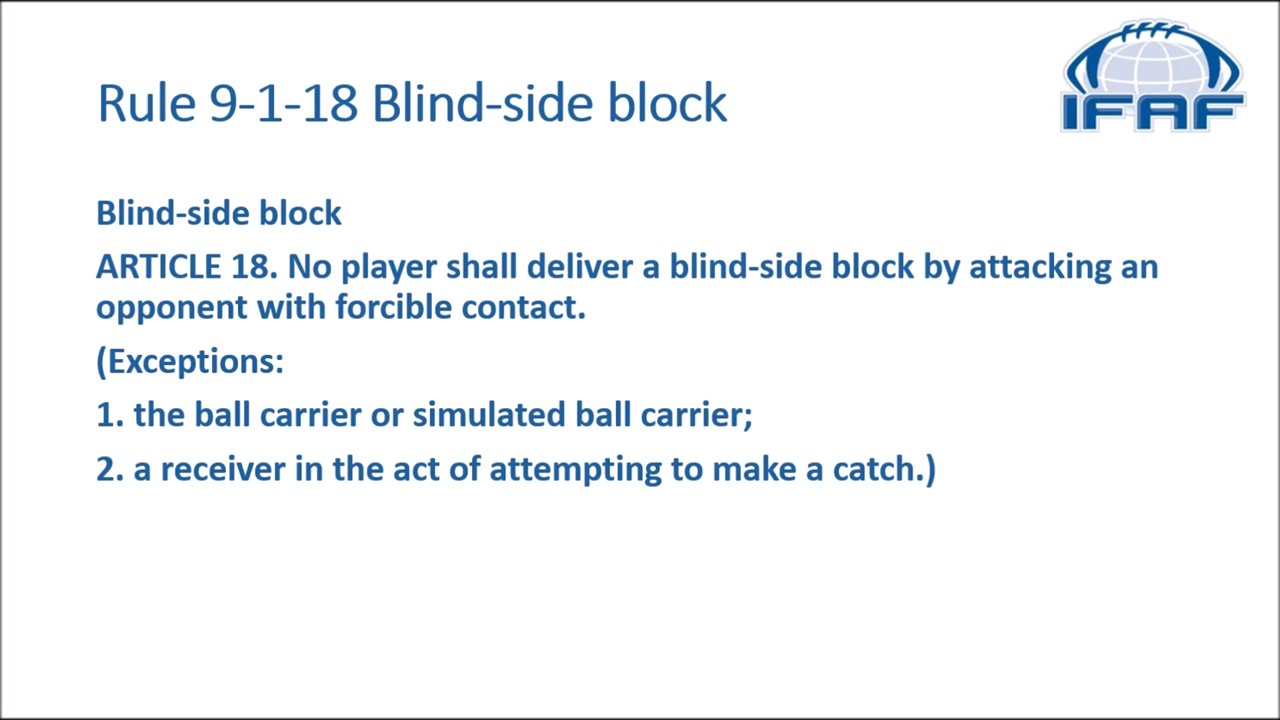 IFAF
Rule 9-1-18 Blind-side block
Blind-side block
ARTICLE 18. No player shall deliver a blind-side block by attacking an
opponent with forcible contact.
(Exceptions:
1. the ball carrier or simulated ball carrier;
2. a receiver in the act of attempting to make a catch.)